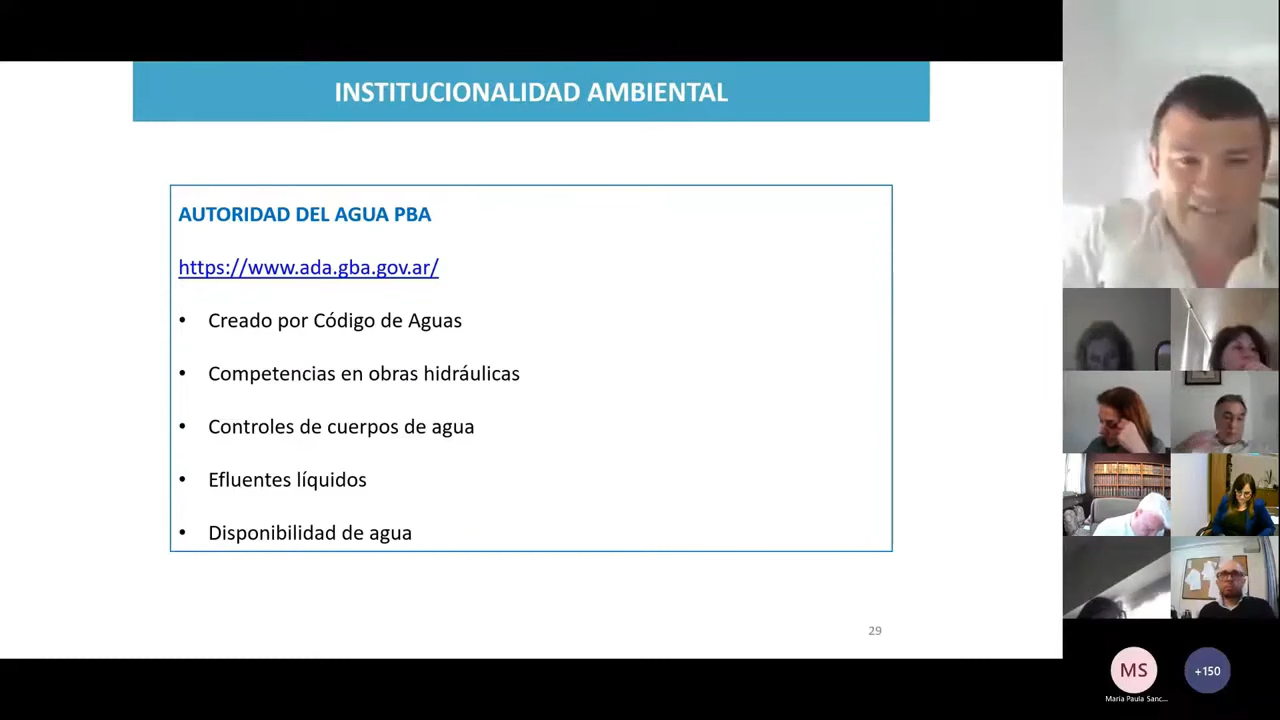 INSTITUCIONALIDAD AMBIENTAL
AUTORIDAD DEL AGUA PBA
https://www.ada.gba.gov.ar/
• Creado por Código de Aguas
• Competencias en obras hidráulicas
• Controles de cuerpos de agua
• Efluentes líquidos
• Disponibilidad de agua
29
MS
+150
Maria Paula Sanc...